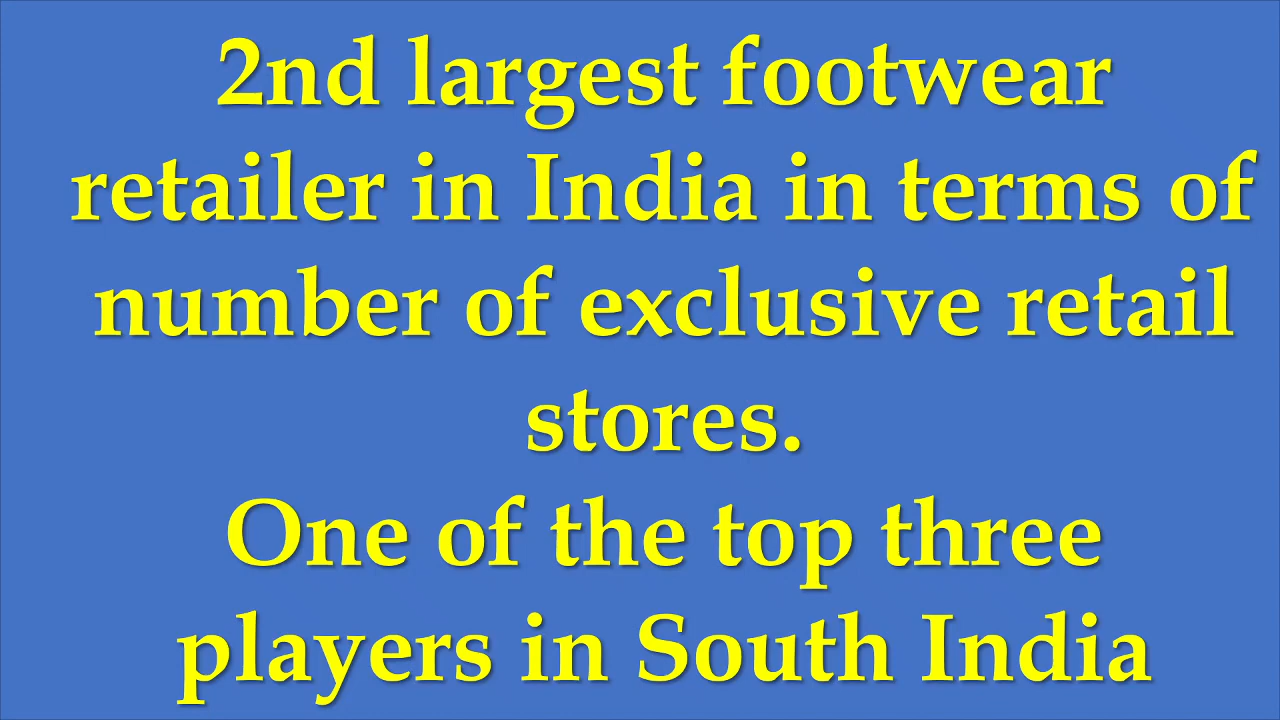 2nd largest footwear
retailer in India in terms of
number of exclusive retail
stores.
One of the top three
players in South India